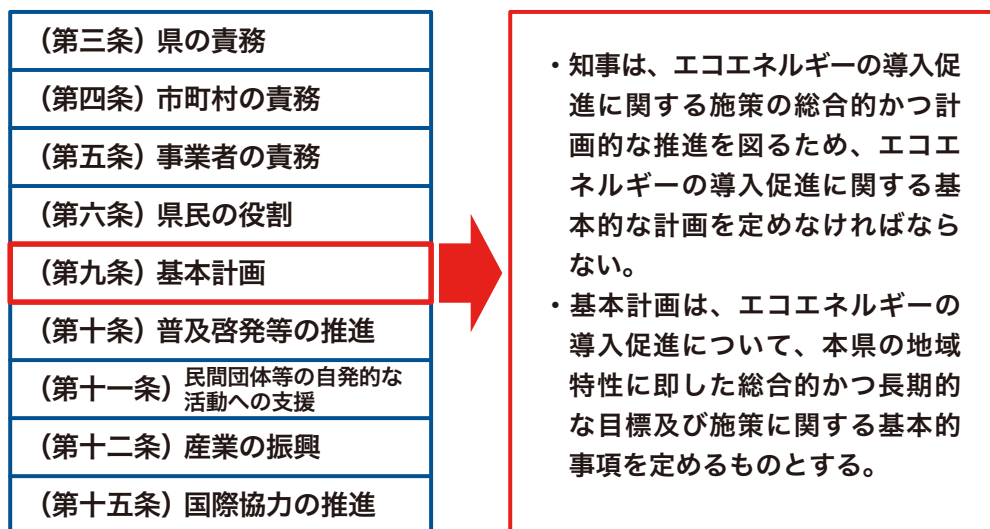 （第三条）県の責務
（第四条）市町村の責務
（第五条）事業者の責務
（第六条）県民の役割
（第九条）基本計画
（第十条）普及啓発等の推進
（第十一条）民間団体等の自発的な
活動への支援
（第十二条）産業の振興
（第十五条）国際協力の推進
・知事は、エコエネルギーの導入促
進に関する施策の総合的かつ計
画的な推進を図るため、エコエ
ネルギーの導入促進に関する基
本的な計画を定めなければなら
ない。
・基本計画は、エコエネルギーの
導入促進について、本県の地域
特性に即した総合的かつ長期的
な目標及び施策に関する基本的
事項を定めるものとする。